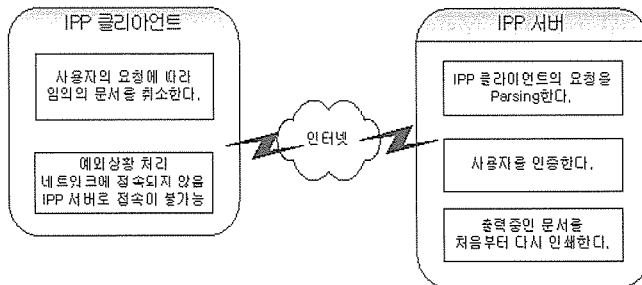 IPP 클리아언트
사용자의 요청에 따라
임의의 문서를 취소한다.
예외상황 처리
네트워크에 접속되지 않음
IPP 서버로 접속이 불가능
인터넷
IPP 서버
IPP 클라이언트의 요청을
Parsing한다.
사용자를 인증한다.
출력중인 문서를
처음부터 다시 인쇄한다.